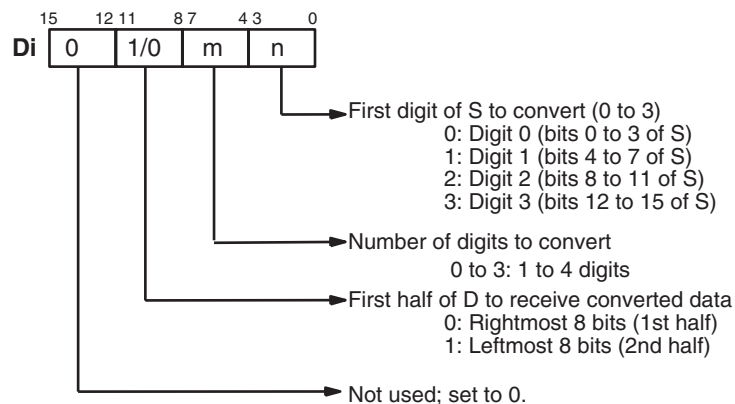 15 12 11 8 7 4 3 0
Di 0 1/0 m n
First digit of S to convert (0 to 3)
0: Digit 0 (bits 0 to 3 of S)
1: Digit 1 (bits 4 to 7 of S)
2: Digit 2 (bits 8 to 11 of S)
3: Digit 3 (bits 12 to 15 of S)
Number of digits to convert
0 to 3: 1 to 4 digits
First half of D to receive converted data
0: Rightmost 8 bits (1st half)
1: Leftmost 8 bits (2nd half)
Not used; set to 0.